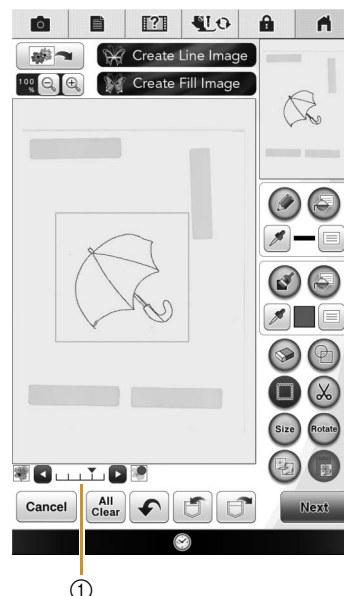 ?
Create Line Image
100 %
Create Fill Image
Size
Rotate
Cancel
All Clear
Next
1